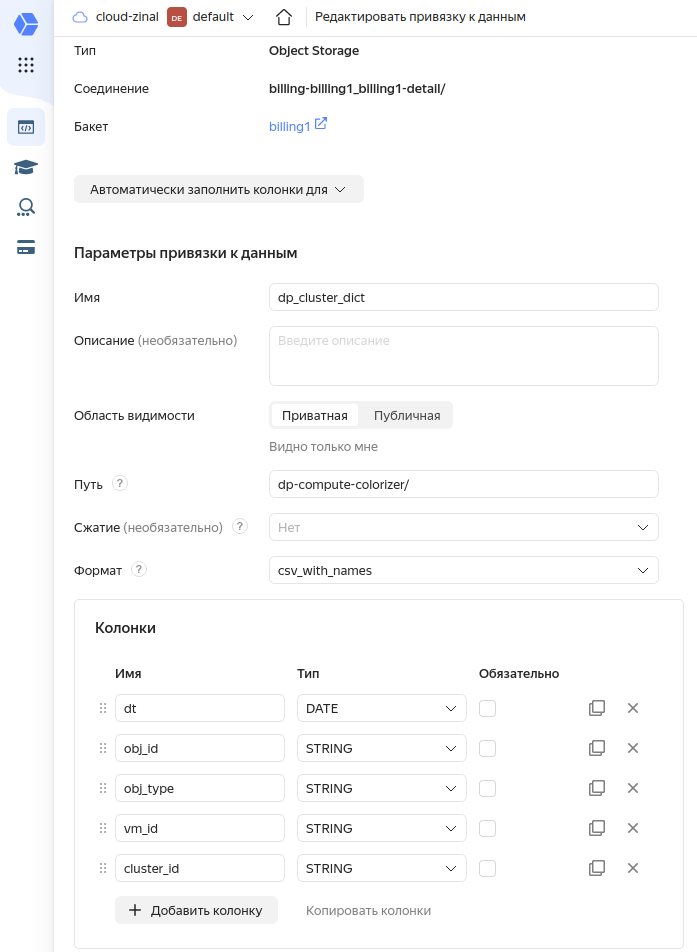 cloud-zinal DE default Редактировать привязку к данным
Тип Object Storage
Соединение billing-billing1_billing1-detail/
Бакет billing1
Автоматически заполнить колонки для
Параметры привязки к данным
Имя dp_cluster_dict
Описание (необязательно) Введите описание
Область видимости Приватная Публичная
Видно только мне
Путь ? dp-compute-colorizer/
Сжатие (необязательно) ? Нет
Формат ? csv_with_names
Колонки
Имя Тип Обязательно
dt DATE
obj_id STRING
obj_type STRING
vm_id STRING
cluster_id STRING
Добавить колонку Копировать колонки